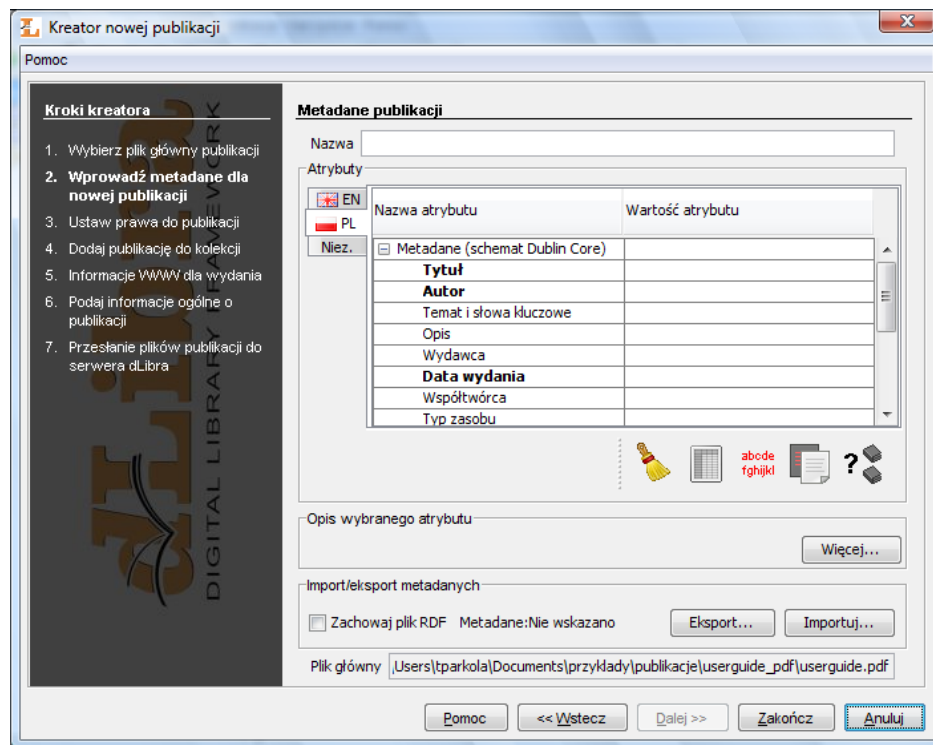 Kreator nowej publikacji
Pomoc
Kroki kreatora
1. Wybierz plik główny publikacji
2. Wprowadź metadane dla
nowej publikacji
3. Ustaw prawa do publikacji
4. Dodaj publikację do kolekcji
5. Informacje WWW dla wydania
6. Podaj informacje ogólne o
publikacji
7. Przesłanie plików publikacji do
serwera dLibra
dLibra
DIGITAL LIBRARY FRAMEWORK
Metadane publikacji
Nazwa
Atrybuty
EN
PL
Niez.
Nazwa atrybutu Wartość atrybutu
Metadane (schemat Dublin Core)
Tytuł
Autor
Temat i słowa kluczowe
Opis
Wydawca
Data wydania
Współtwórca
Typ zasobu
abcde
fghijkl
?
Opis wybranego atrybutu
Więcej...
Import/eksport metadanych
Zachowaj plik RDF Metadane:Nie wskazano Eksport... Importuj...
Plik główny \Users\tparkola\Documents\przykłady\publikacje\userguide_pdf\userguide.pdf
Pomoc << Wstecz Dalej >> Zakończ Anuluj